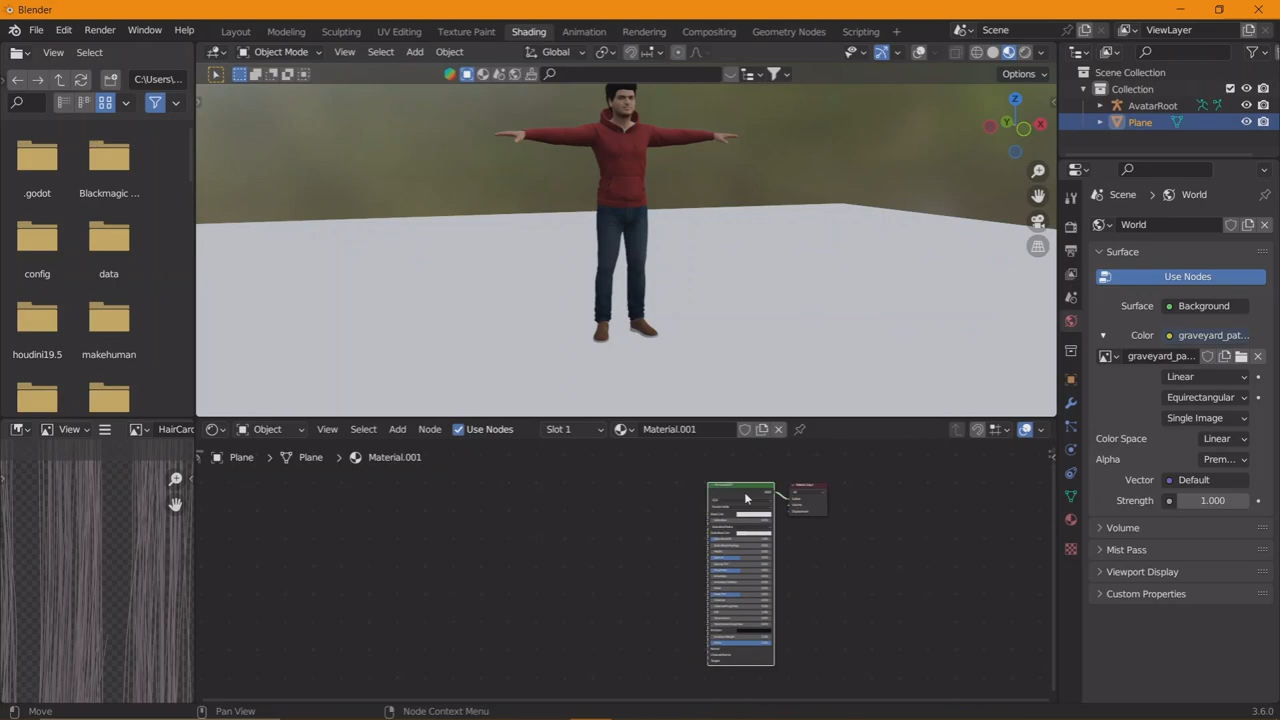 Blender
File Edit Render Window Help
Layout Modeling Sculpting UV Editing Texture Paint Shading Animation Rendering Compositing Geometry Nodes Scripting
Scene
ViewLayer
View Select
Object Mode View Select Add Object
Global
C:\Users\...
Options
Scene Collection
Collection
AvatarRoot
Plane
Z
Y
X
.godot
Blackmagic ...
config
data
houdini19.5
makehuman
Scene
World
World
Surface
Use Nodes
Surface
Background
Color
graveyard_pat...
graveyard_pa...
Linear
Equirectangular
Single Image
Color Space
Linear
Alpha
Prem...
Vector
Default
Strength
1.000
Volume
Mist Pass
Viewport Display
Custom Properties
View
HairCarc
Object View Select Add Node Use Nodes
Slot 1
Material.001
Plane
Plane
Material.001
Move
Pan View
Node Context Menu
3.6.0